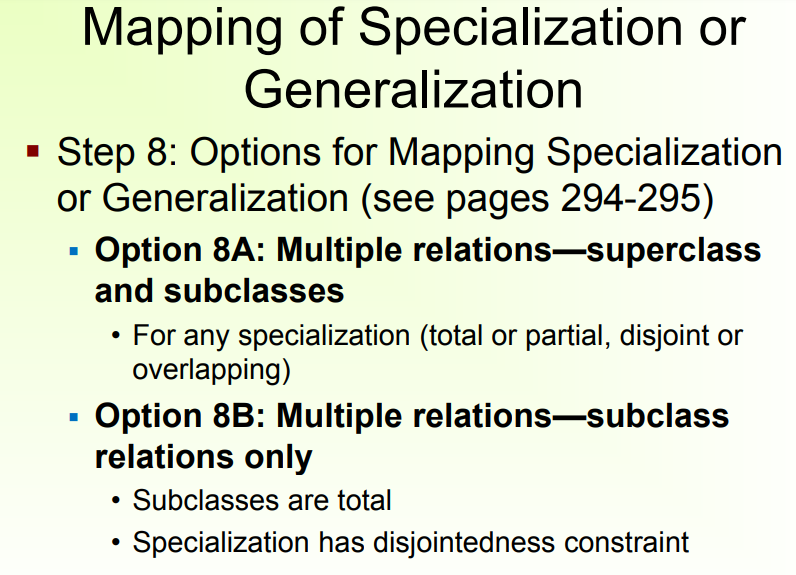 Mapping of Specialization or
Generalization
▪ Step 8: Options for Mapping Specialization
or Generalization (see pages 294-295)
▪ Option 8A: Multiple relations—superclass
and subclasses
• For any specialization (total or partial, disjoint or
overlapping)
▪ Option 8B: Multiple relations—subclass
relations only
• Subclasses are total
• Specialization has disjointedness constraint